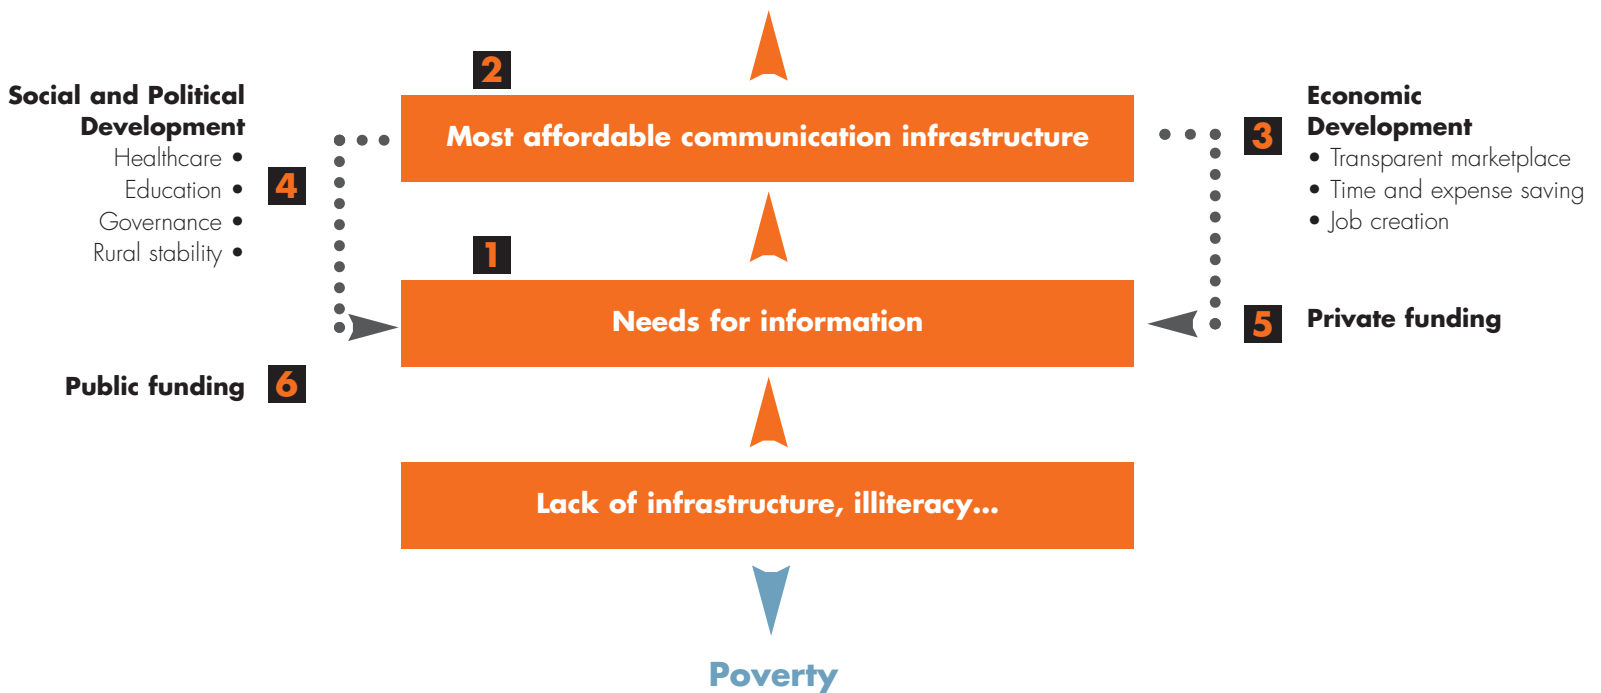 2
Most affordable communication infrastructure
Social and Political
Development
Healthcare •
Education •
Governance •
Rural stability •
4
3
Economic
Development
• Transparent marketplace
• Time and expense saving
• Job creation
1
Needs for information
5
Private funding
Public funding
6
Lack of infrastructure, illiteracy...
Poverty